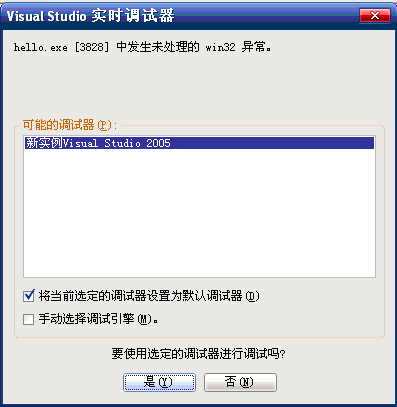 Visual Studio 实时调试器
hello.exe [3828] 中发生未处理的 win32 异常。
可能的调试器(P):
新实例Visual Studio 2005
将当前选定的调试器设置为默认调试器(D)
手动选择调试引擎(M)。
要使用选定的调试器进行调试吗?
是(Y)
否(N)